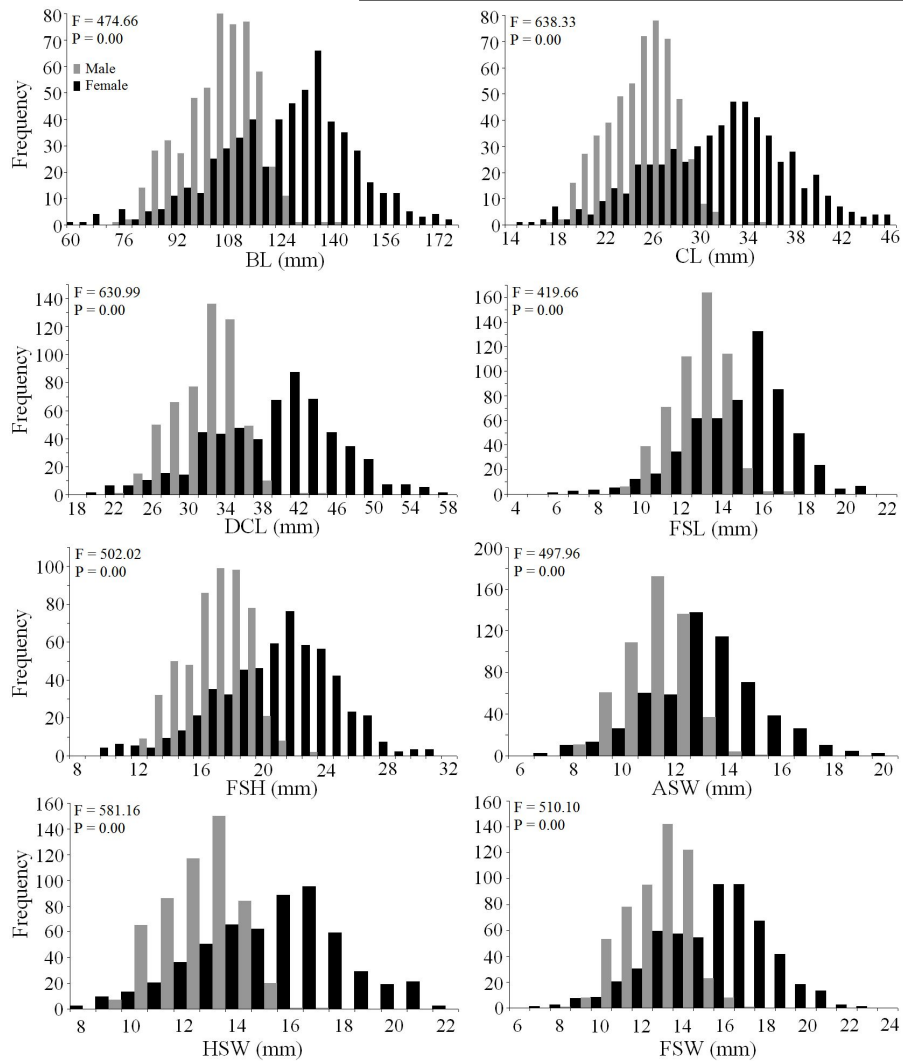 F = 474.66
P = 0.00
Male
Female
Frequency
80
70
60
50
40
30
20
10
0
60 76 92 108 124 140 156 172
BL (mm)
F = 638.33
P = 0.00
80
70
60
50
40
30
20
10
0
14 18 22 26 30 34 38 42 46
CL (mm)
F = 630.99
P = 0.00
Frequency
140
120
100
80
60
40
20
0
18 22 26 30 34 38 42 46 50 54 58
DCL (mm)
F = 419.66
P = 0.00
160
140
120
100
80
60
40
20
0
4 6 8 10 12 14 16 18 20 22
FSL (mm)
F = 502.02
P = 0.00
Frequency
100
80
60
40
20
0
8 12 16 20 24 28 32
FSH (mm)
F = 497.96
P = 0.00
200
160
120
80
40
0
6 8 10 12 14 16 18 20
ASW (mm)
F = 581.16
P = 0.00
Frequency
160
140
120
100
80
60
40
20
0
8 10 12 14 16 18 20 22
HSW (mm)
F = 510.10
P = 0.00
160
140
120
100
80
60
40
20
0
6 8 10 12 14 16 18 20 22 24
FSW (mm)